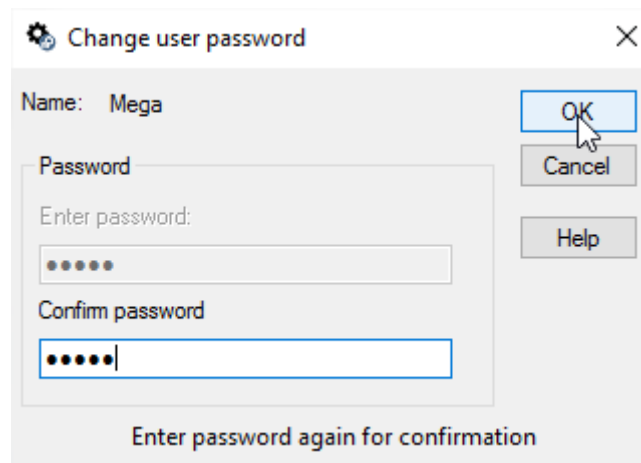 Change user password
Name: Mega
OK
Password
Cancel
Enter password:
Help
•••••
Confirm password
•••••
Enter password again for confirmation